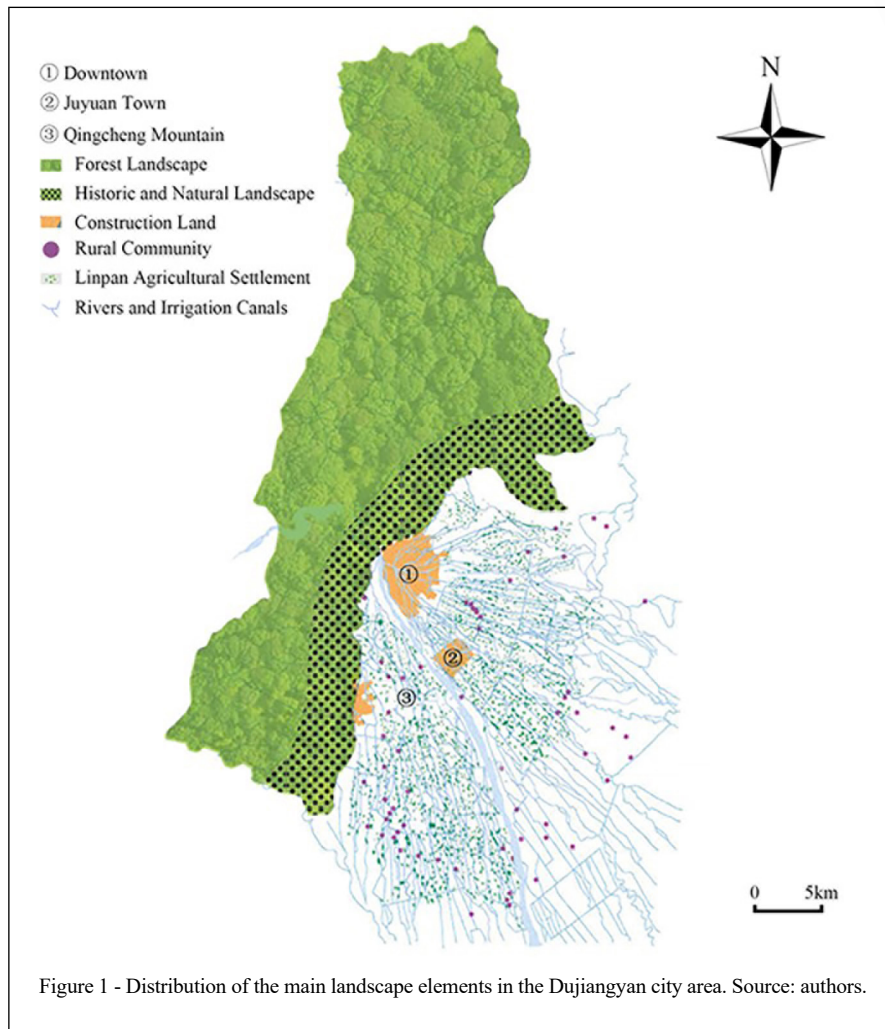 ① Downtown
② Juyuan Town
③ Qingcheng Mountain
Forest Landscape
Historic and Natural Landscape
Construction Land
Rural Community
Linpan Agricultural Settlement
Rivers and Irrigation Canals
N
①
②
③
0 5km
Figure 1 - Distribution of the main landscape elements in the Dujiangyan city area. Source: authors.